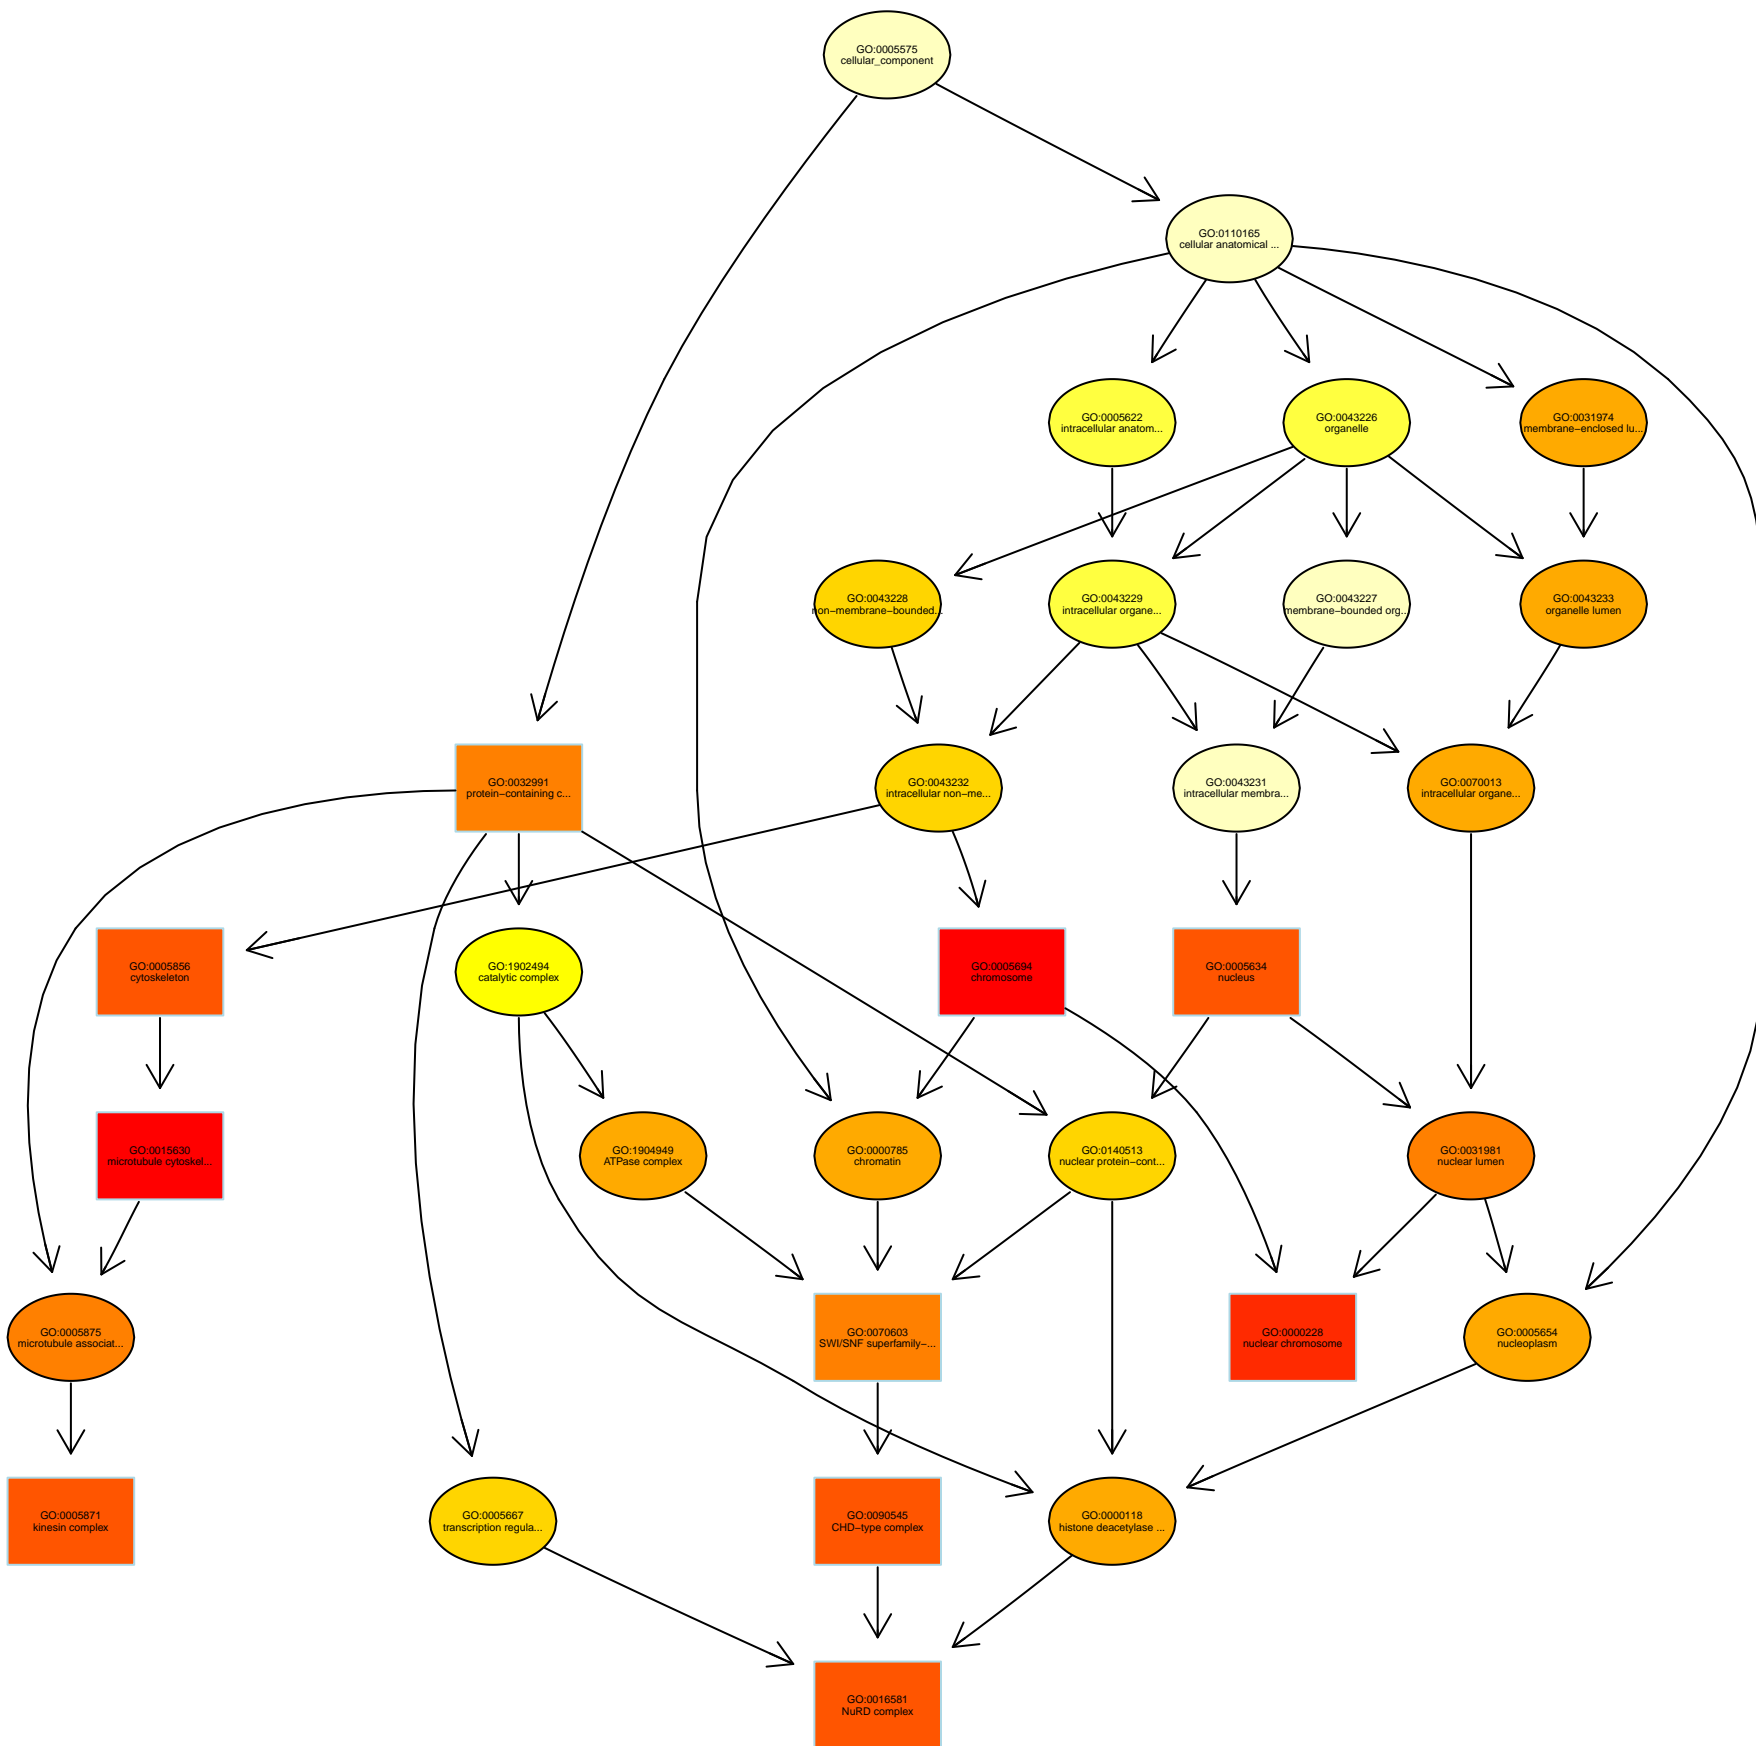 GO:0005575
cellular_component
GO:0110165
cellular anatomical ...
GO:0005622
intracellular anatom...
GO:0043226
organelle
GO:0031974
membrane−enclosed lu...
GO:0043228
non−membrane−bounded...
GO:0043229
intracellular organe...
GO:0043227
membrane−bounded org...
GO:0043233
organelle lumen
GO:0032991
protein−containing c...
GO:0043232
intracellular non−me...
GO:0043231
intracellular membra...
GO:0070013
intracellular organe...
GO:0005856
cytoskeleton
GO:1902494
catalytic complex
GO:0005694
chromosome
GO:0005634
nucleus
GO:0015630
microtubule cytoskel...
GO:1904949
ATPase complex
GO:0000785
chromatin
GO:0140513
nuclear protein−cont...
GO:0031981
nuclear lumen
GO:0005875
microtubule associat...
GO:0070603
SWI/SNF superfamily−...
GO:0000228
nuclear chromosome
GO:0005654
nucleoplasm
GO:0005871
kinesin complex
GO:0005667
transcription regula...
GO:0090545
CHD−type complex
GO:0000118
histone deacetylase ...
GO:0016581
NuRD complex